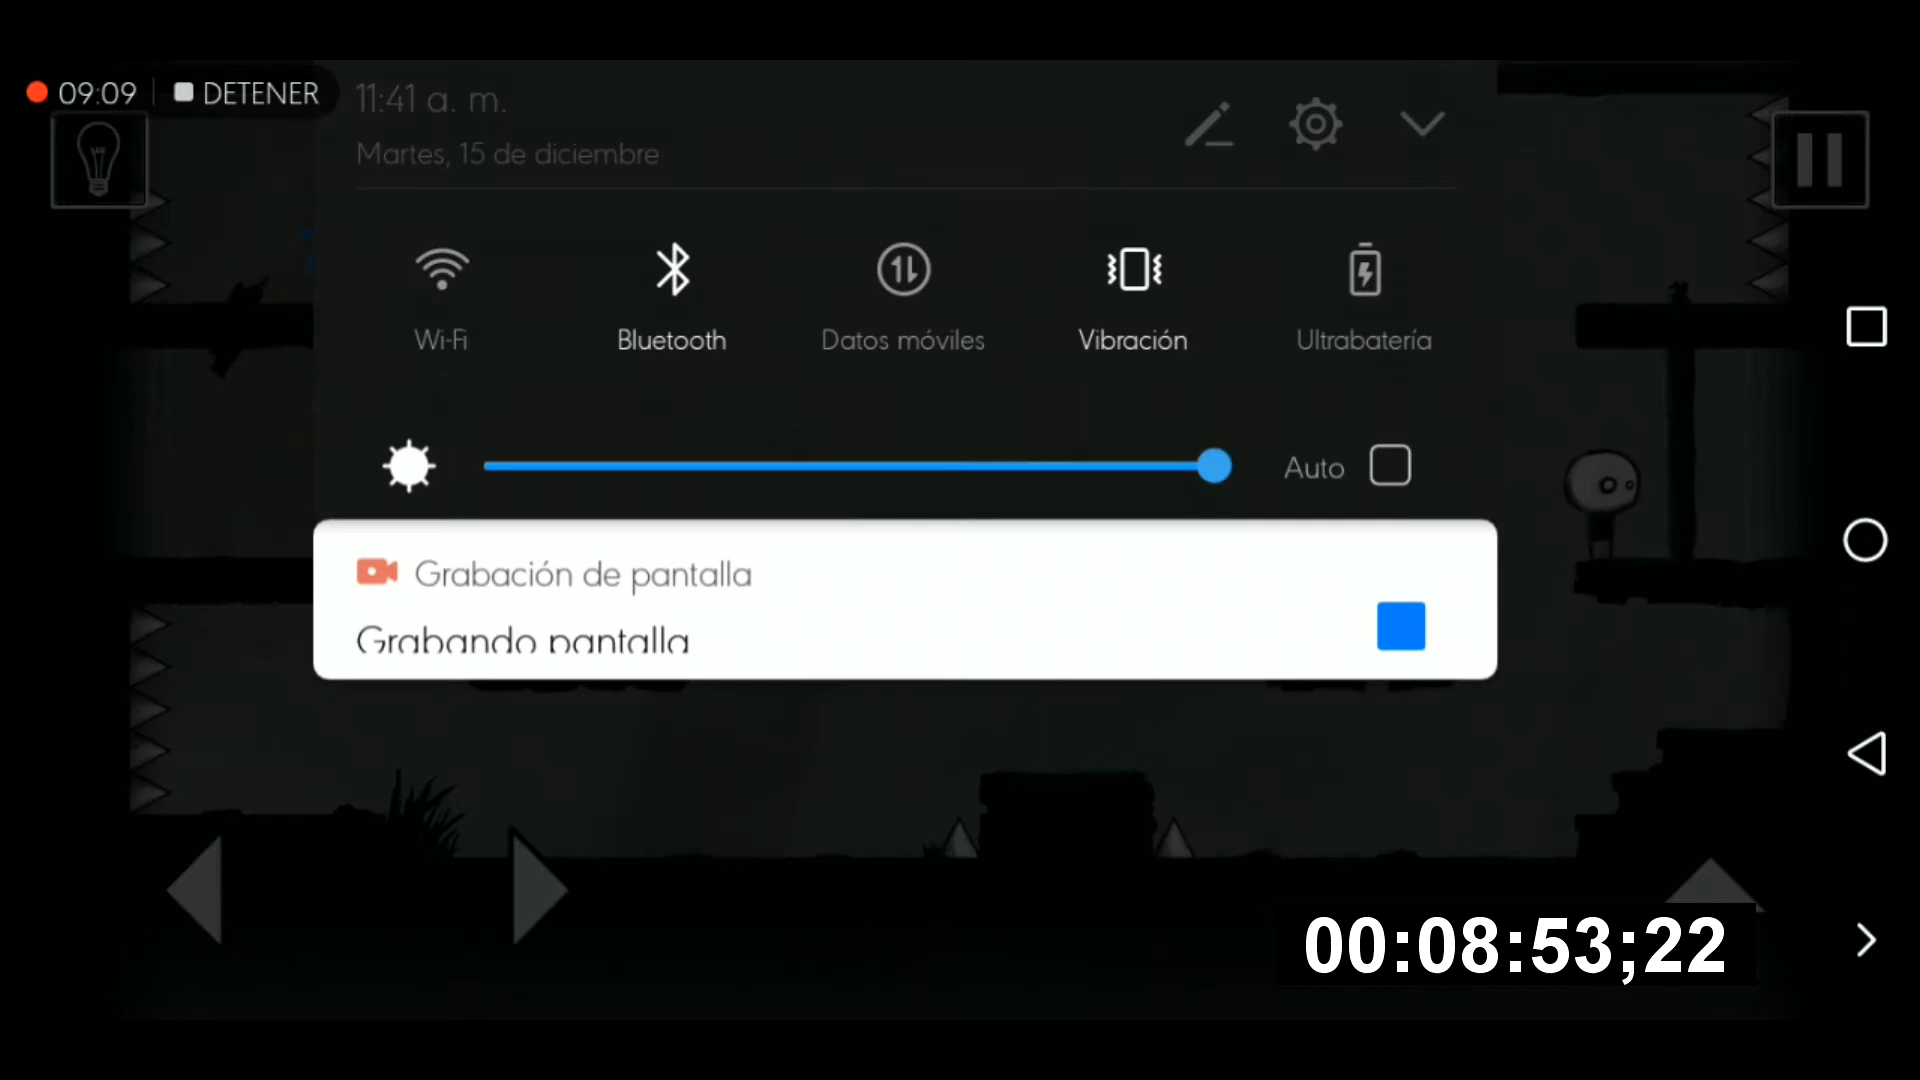 09:09
DETENER
11:41 a. m.
Martes, 15 de diciembre
Wi-Fi
Bluetooth
Datos móviles
Vibración
Ultrabatería
Auto
Grabación de pantalla
Grabando pantalla
00:08:53;22